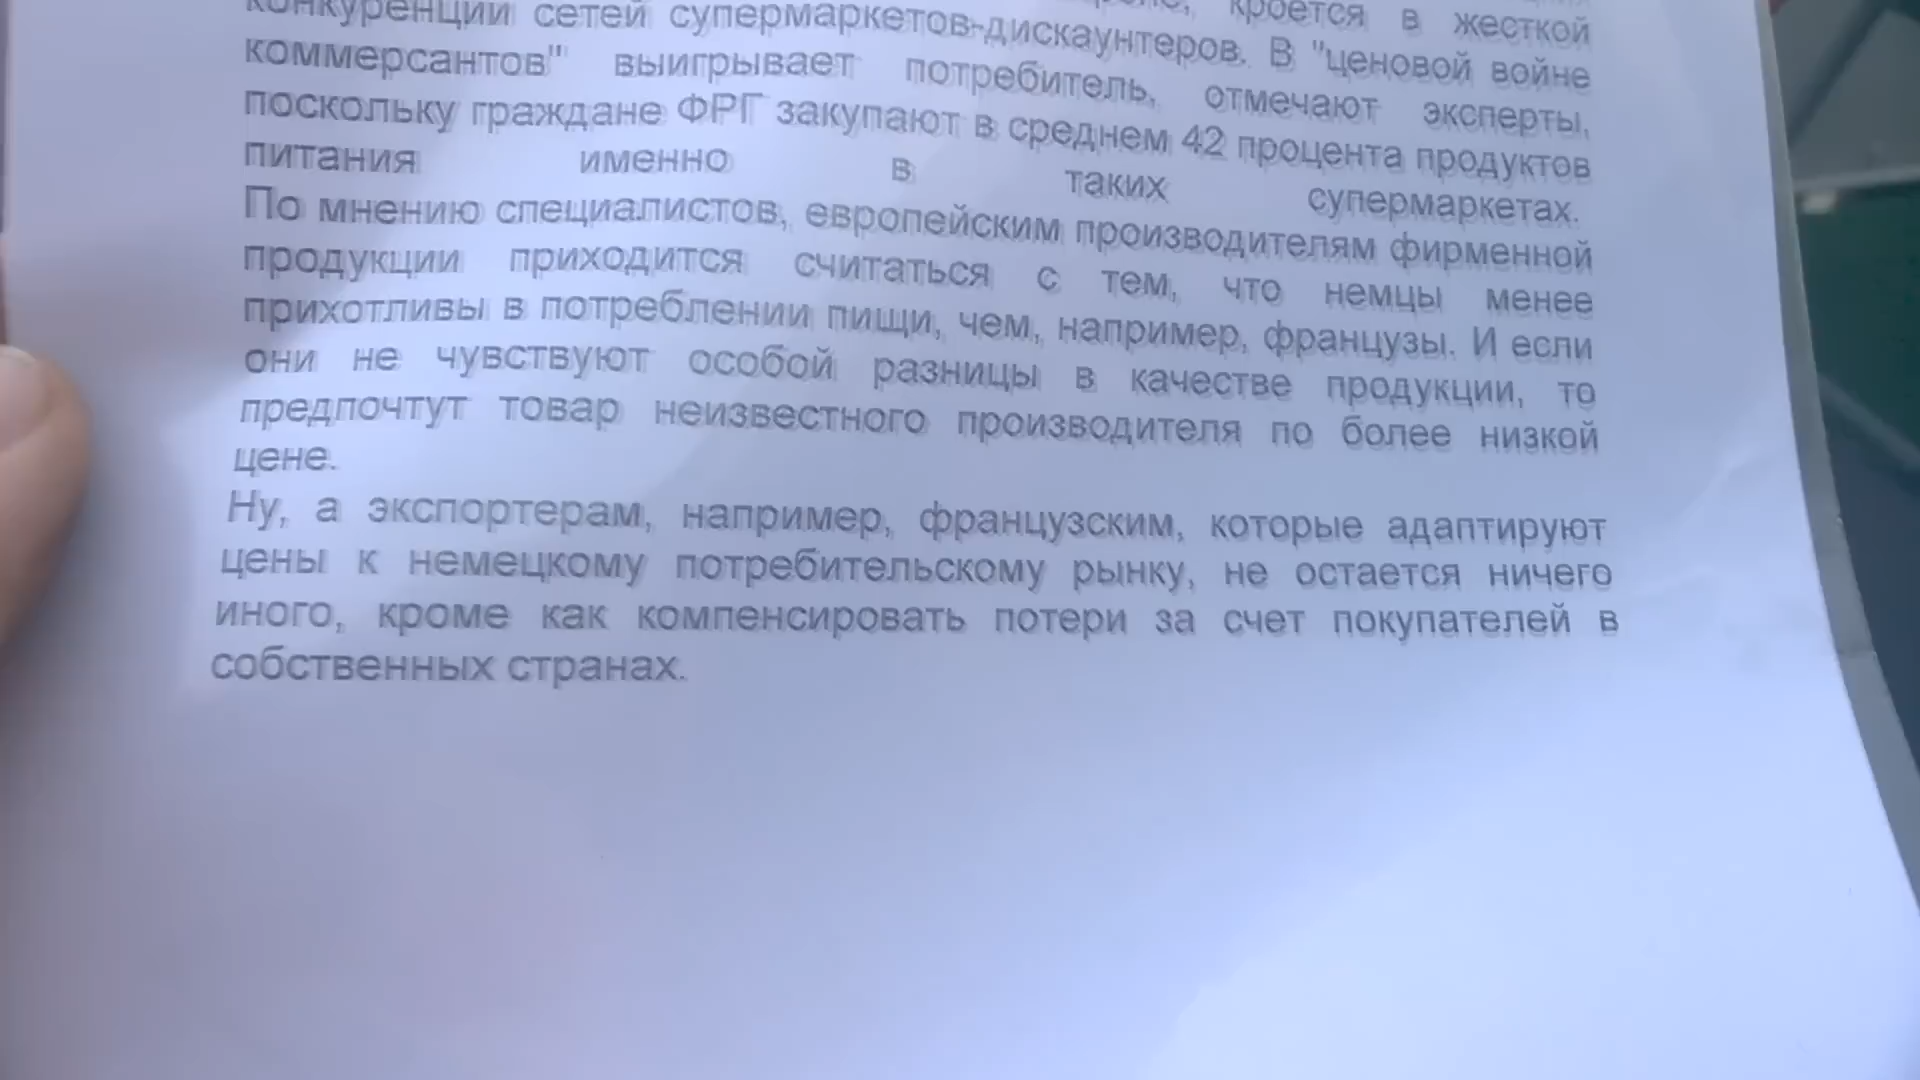 конкуренции сетей супермаркетов-дискаунтеров. В "ценовой войне
кроется в жесткой
коммерсантов" выигрывает потребитель, отмечают эксперты,
поскольку граждане ФРГ закупают в среднем 42 процента продуктов
питания именно в таких супермаркетах.
По мнению специалистов, европейским производителям фирменной
продукции приходится считаться с тем, что немцы менее
прихотливы в потреблении пищи, чем, например, французы. И если
они не чувствуют особой разницы в качестве продукции, то
предпочтут товар неизвестного производителя по более низкой
цене.
Ну, а экспортерам, например, французским, которые адаптируют
цены к немецкому потребительскому рынку, не остается ничего
иного, кроме как компенсировать потери за счет покупателей в
собственных странах.